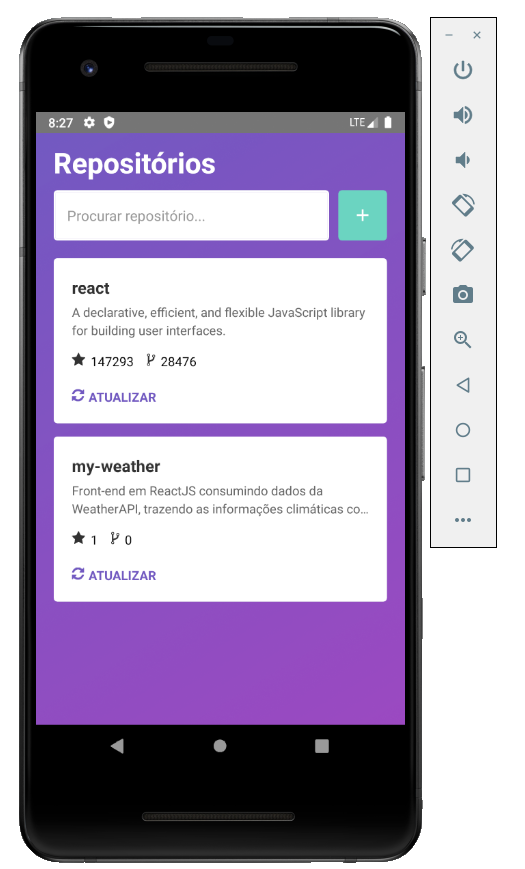 8:27 LTE
Repositórios
Procurar repositório...
+
react
A declarative, efficient, and flexible JavaScript library
for building user interfaces.
147293 28476
ATUALIZAR
my-weather
Front-end em ReactJS consumindo dados da
WeatherAPI, trazendo as informações climáticas co...
1 0
ATUALIZAR